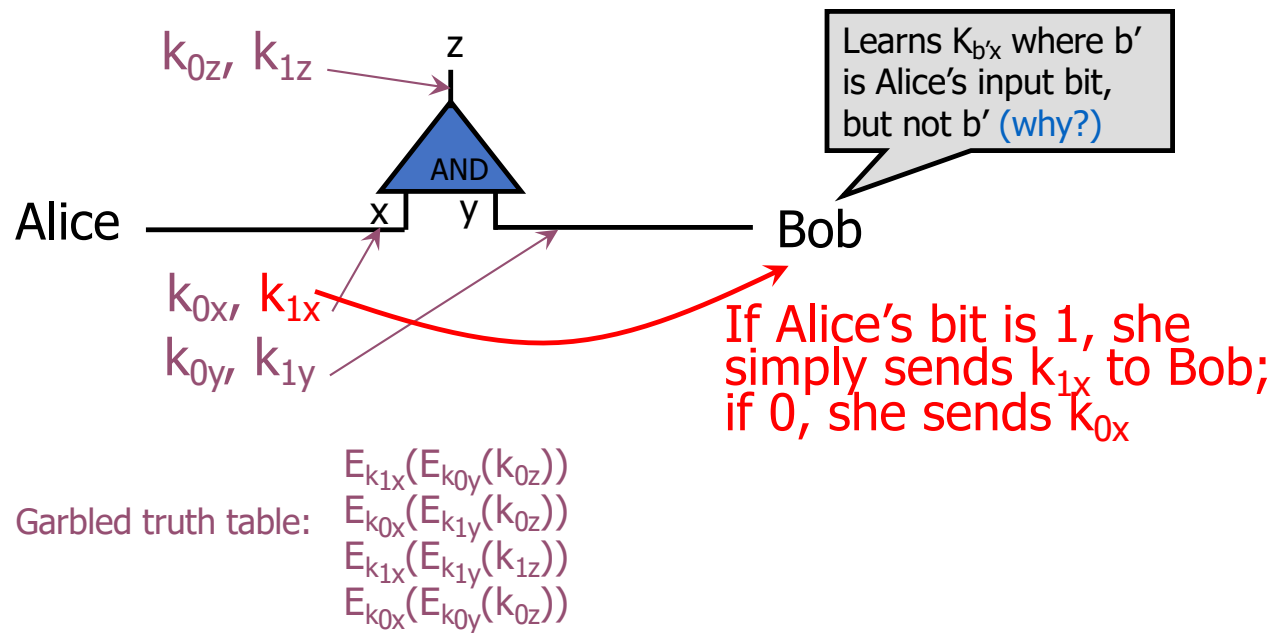 k0z, k1z
z
Learns Kb’x where b’
is Alice’s input bit,
but not b’ (why?)
AND
x
y
Alice
Bob
k0x, k1x
k0y, k1y
If Alice’s bit is 1, she
simply sends k1x to Bob;
if 0, she sends k0x
Garbled truth table:
Ek1x(Ek0y(k0z))
Ek0x(Ek1y(k0z))
Ek1x(Ek1y(k1z))
Ek0x(Ek0y(k0z))